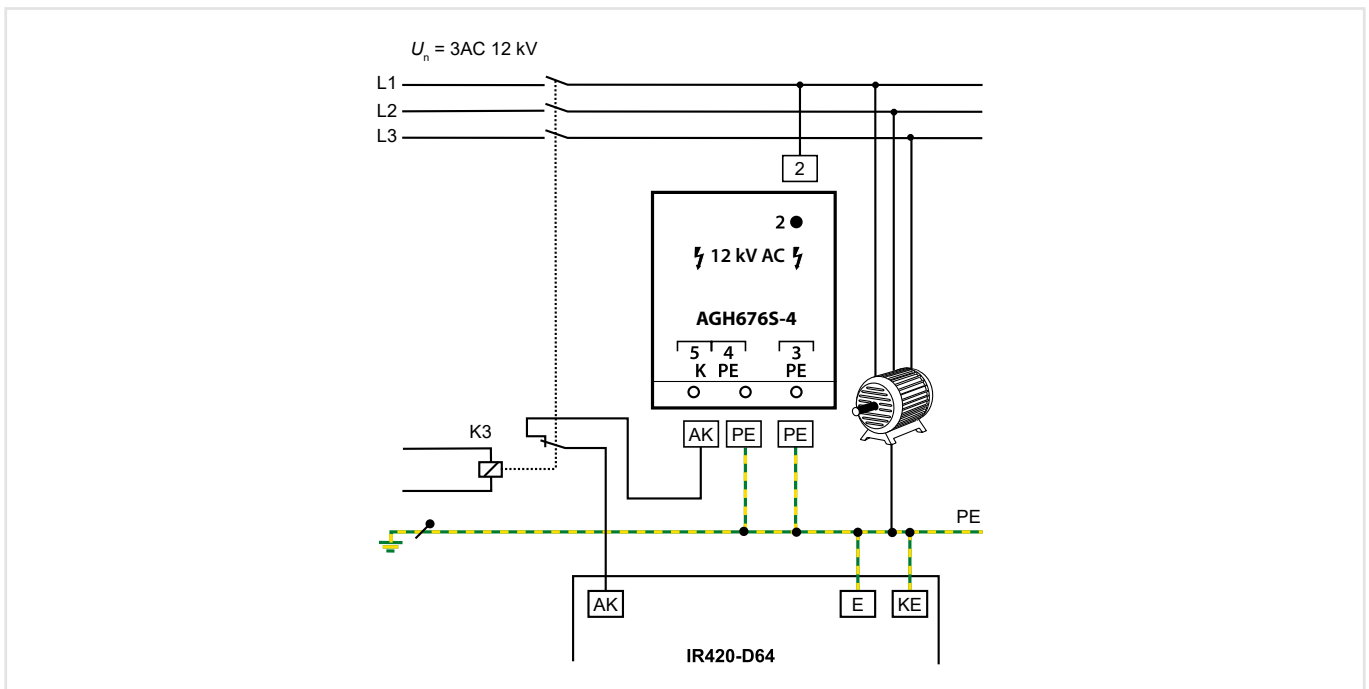 Un = 3AC 12 kV
L1
L2
L3
2
2
12 kV AC
AGH676S-4
5 4 3
K PE PE
K3
AK PE PE
PE
AK E KE
IR420-D64